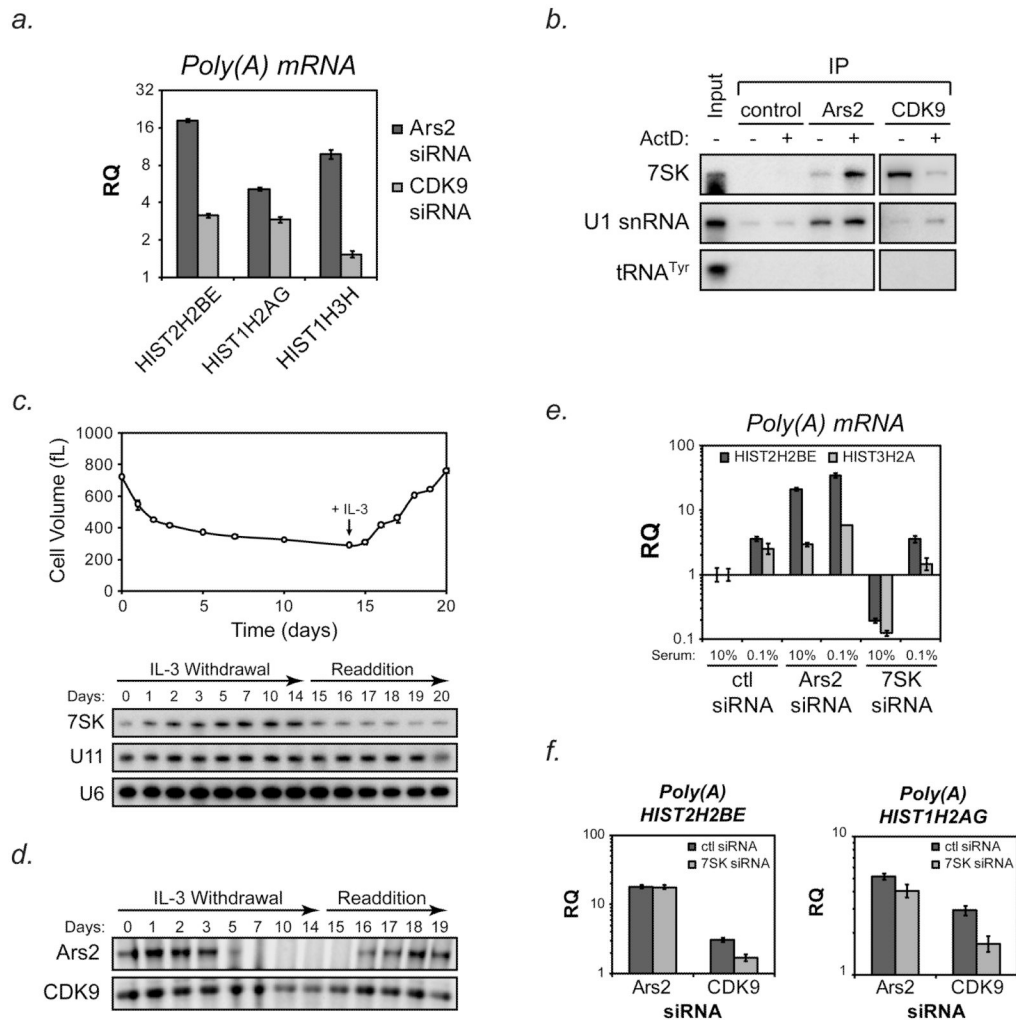 a.
Poly(A) mRNA
32
16
8
4
2
1
RQ
Ars2 siRNA
CDK9 siRNA
HIST2H2BE
HIST1H2AG
HIST1H3H
b.
IP
Input
control Ars2 CDK9
ActD: - - + - + - +
7SK
U1 snRNA
tRNATyr
c.
1000
800
600
400
200
0
Cell Volume (fL)
+ IL-3
0 5 10 15 20
Time (days)
IL-3 Withdrawal Readdition
Days: 0 1 2 3 5 7 10 14 15 16 17 18 19 20
7SK
U11
U6
d.
IL-3 Withdrawal Readdition
Days: 0 1 2 3 5 7 10 14 15 16 17 18 19
Ars2
CDK9
e.
Poly(A) mRNA
HIST2H2BE HIST3H2A
100
10
1
0.1
RQ
Serum: 10% 0.1% 10% 0.1% 10% 0.1%
ctl siRNA
Ars2 siRNA
7SK siRNA
f.
Poly(A)
HIST2H2BE
100
10
1
RQ
ctl siRNA
7SK siRNA
Ars2 CDK9
siRNA
Poly(A)
HIST1H2AG
10
1
RQ
ctl siRNA
7SK siRNA
Ars2 CDK9
siRNA